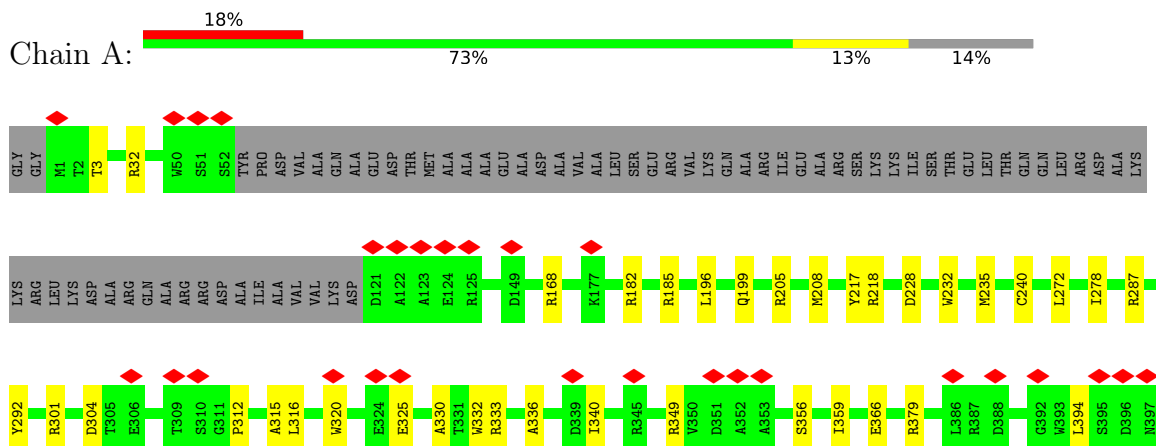 18%
Chain A:
73% 13% 14%
GLY GLY M1 T2 T3 R32 W50 S51 S52 TYR PRO ASP VAL ALA GLN ALA GLU ASP THR MET ALA ALA ALA GLU ALA ASP ALA VAL ALA LEU SER GLU ARG VAL LYS GLN ALA ARG ILE GLU ALA ARG SER LYS LYS ILE SER THR GLU LEU THR GLN GLN LEU ARG ASP ALA LYS
LYS ARG LEU LYS ASP ALA ARG GLN ALA ARG ARG ASP ALA ILE ALA VAL VAL LYS ASP D121 A122 A123 E124 R125 D149 R168 K177 R182 R185 L196 Q199 R205 M208 Y217 R218 D228 W232 M235 C240 L272 I278 R287
Y292 R301 D304 T305 E306 T309 S310 G311 P312 A315 L316 W320 E324 E325 A330 T331 W332 R333 A336 D339 I340 R345 R349 V350 D351 A352 A353 S356 I359 E366 R379 L386 R387 D388 G392 W393 L394 S395 D396 N397